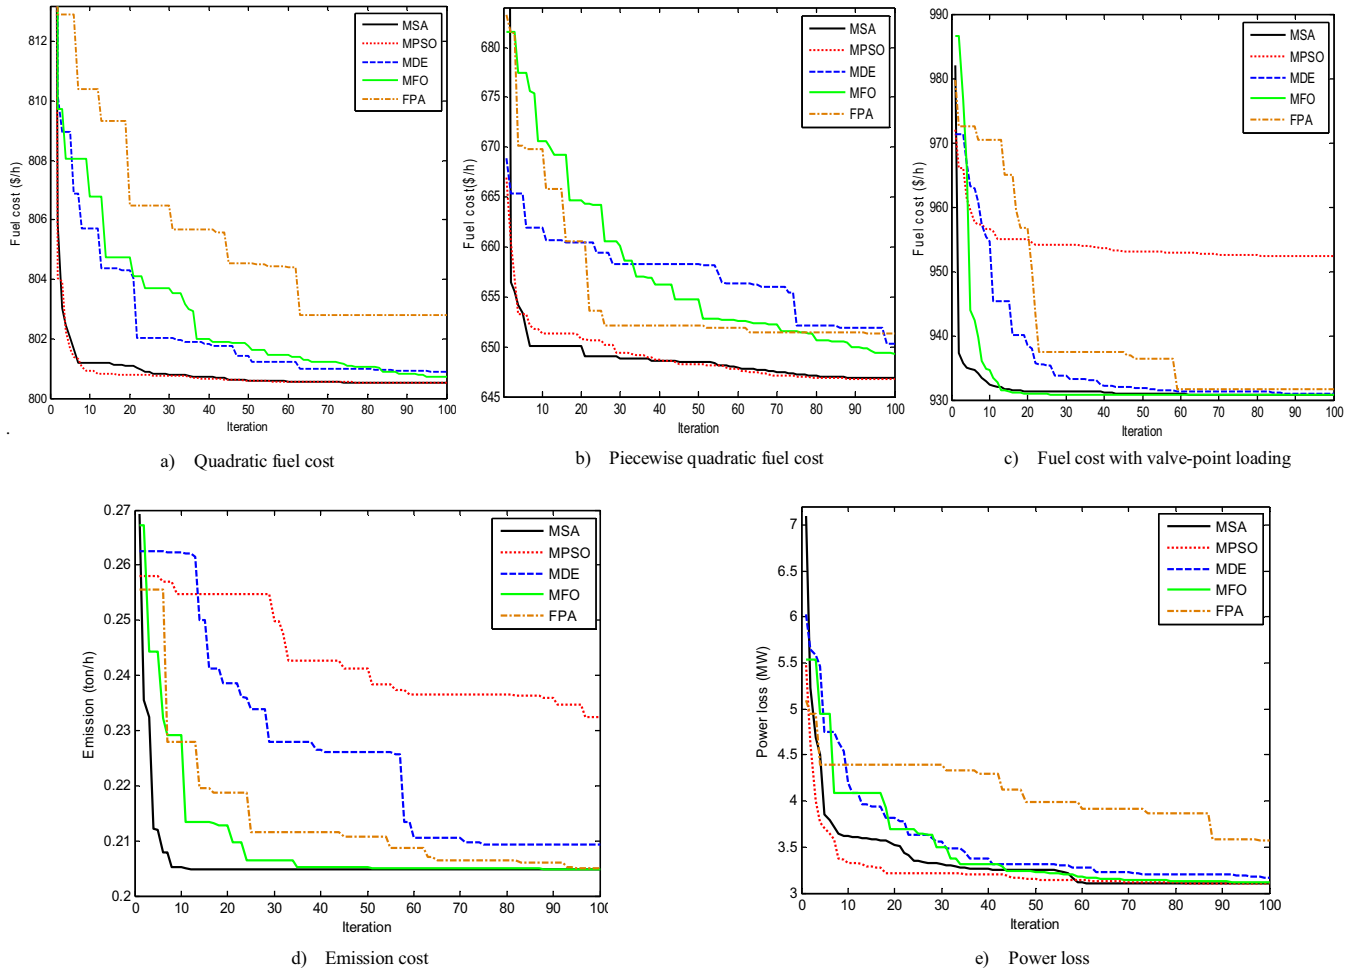 812
810
808
806
804
802
800
Fuel cost ($/h)
10 20 30 40 50 60 70 80 90 100
Iteration
MSA
MPSO
MDE
MFO
FPA
a) Quadratic fuel cost
680
675
670
665
660
655
650
645
Fuel cost($/h)
10 20 30 40 50 60 70 80 90 100
Iteration
MSA
MPSO
MDE
MFO
FPA
b) Piecewise quadratic fuel cost
990
980
970
960
950
940
930
Fuel cost ($/h)
0 10 20 30 40 50 60 70 80 90 100
Iteration
MSA
MPSO
MDE
MFO
FPA
c) Fuel cost with valve-point loading
0.27
0.26
0.25
0.24
0.23
0.22
0.21
0.2
Emission (ton/h)
0 10 20 30 40 50 60 70 80 90 100
Iteration
MSA
MPSO
MDE
MFO
FPA
d) Emission cost
7
6.5
6
5.5
5
4.5
4
3.5
3
Power loss (MW)
0 10 20 30 40 50 60 70 80 90 100
Iteration
MSA
MPSO
MDE
MFO
FPA
e) Power loss